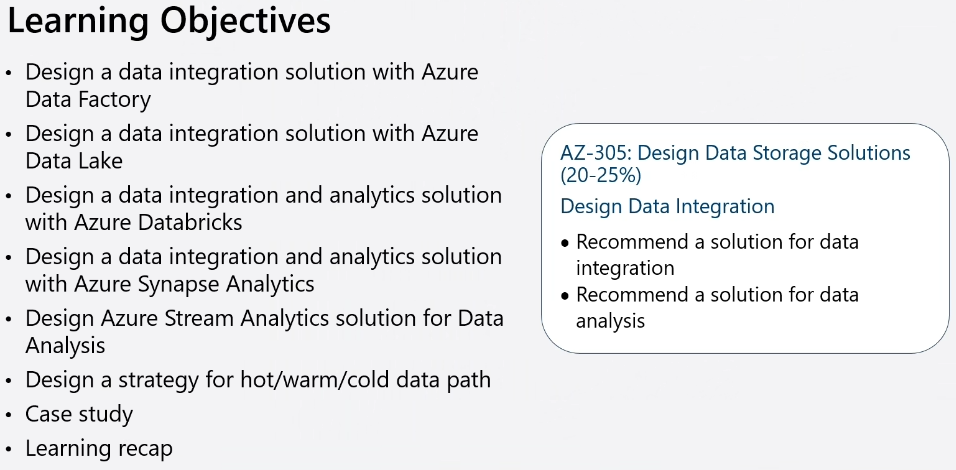 Learning Objectives
• Design a data integration solution with Azure
Data Factory
• Design a data integration solution with Azure
Data Lake
• Design a data integration and analytics solution
with Azure Databricks
• Design a data integration and analytics solution
with Azure Synapse Analytics
• Design Azure Stream Analytics solution for Data
Analysis
• Design a strategy for hot/warm/cold data path
• Case study
• Learning recap
AZ-305: Design Data Storage Solutions
(20-25%)
Design Data Integration
• Recommend a solution for data
integration
• Recommend a solution for data
analysis